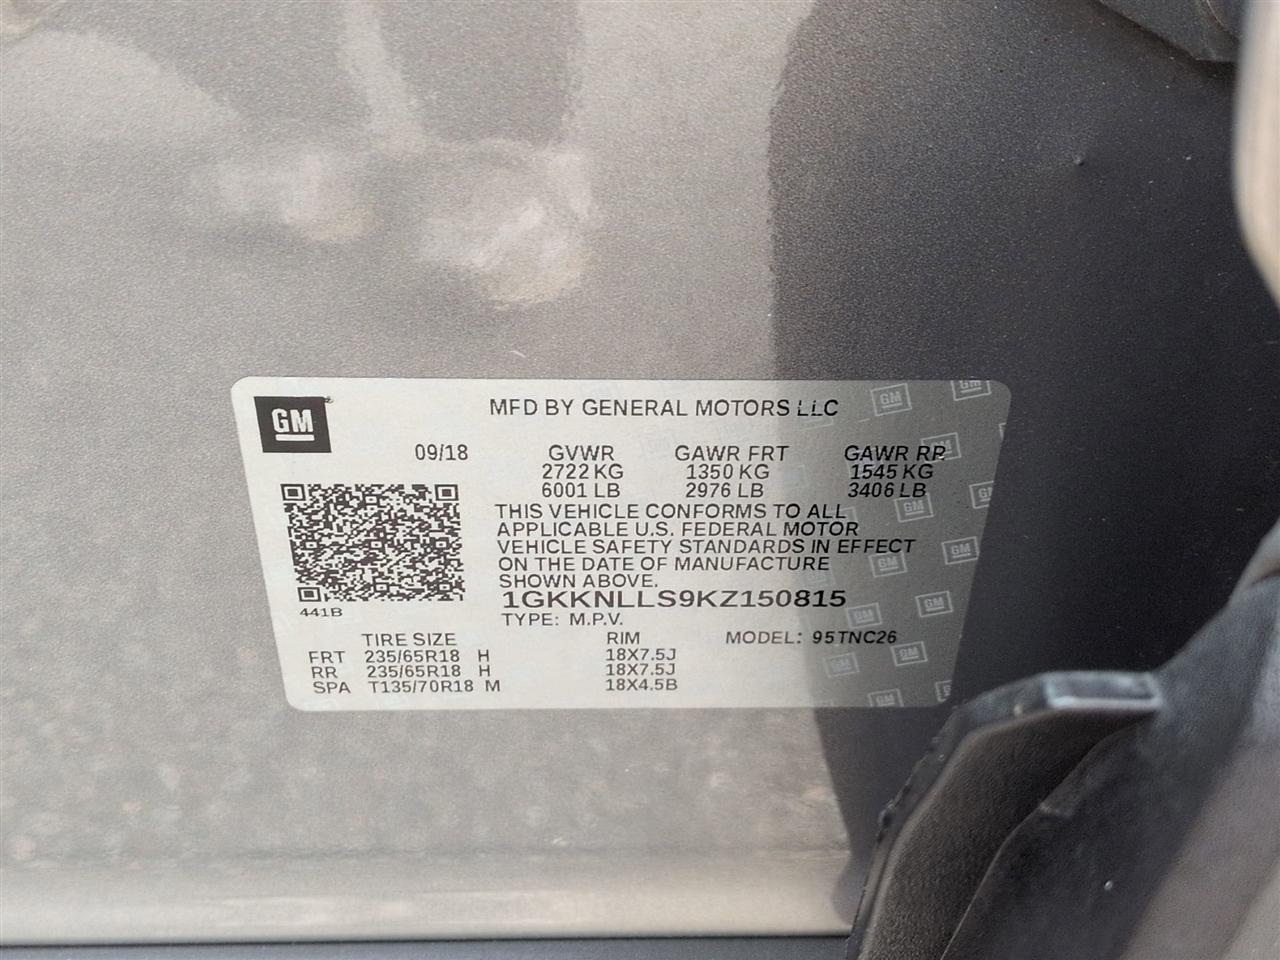 GM
MFD BY GENERAL MOTORS LLC
09/18 GVWR GAWR FRT GAWR RR
2722 KG 1350 KG 1545 KG
6001 LB 2976 LB 3406 LB
THIS VEHICLE CONFORMS TO ALL
APPLICABLE U.S. FEDERAL MOTOR
VEHICLE SAFETY STANDARDS IN EFFECT
ON THE DATE OF MANUFACTURE
SHOWN ABOVE.
441B
1GKKNLLS9KZ150815
TYPE: M.P.V.
TIRE SIZE RIM MODEL: 95TNC26
FRT 235/65R18 H 18X7.5J
RR 235/65R18 H 18X7.5J
SPA T135/70R18 M 18X4.5B